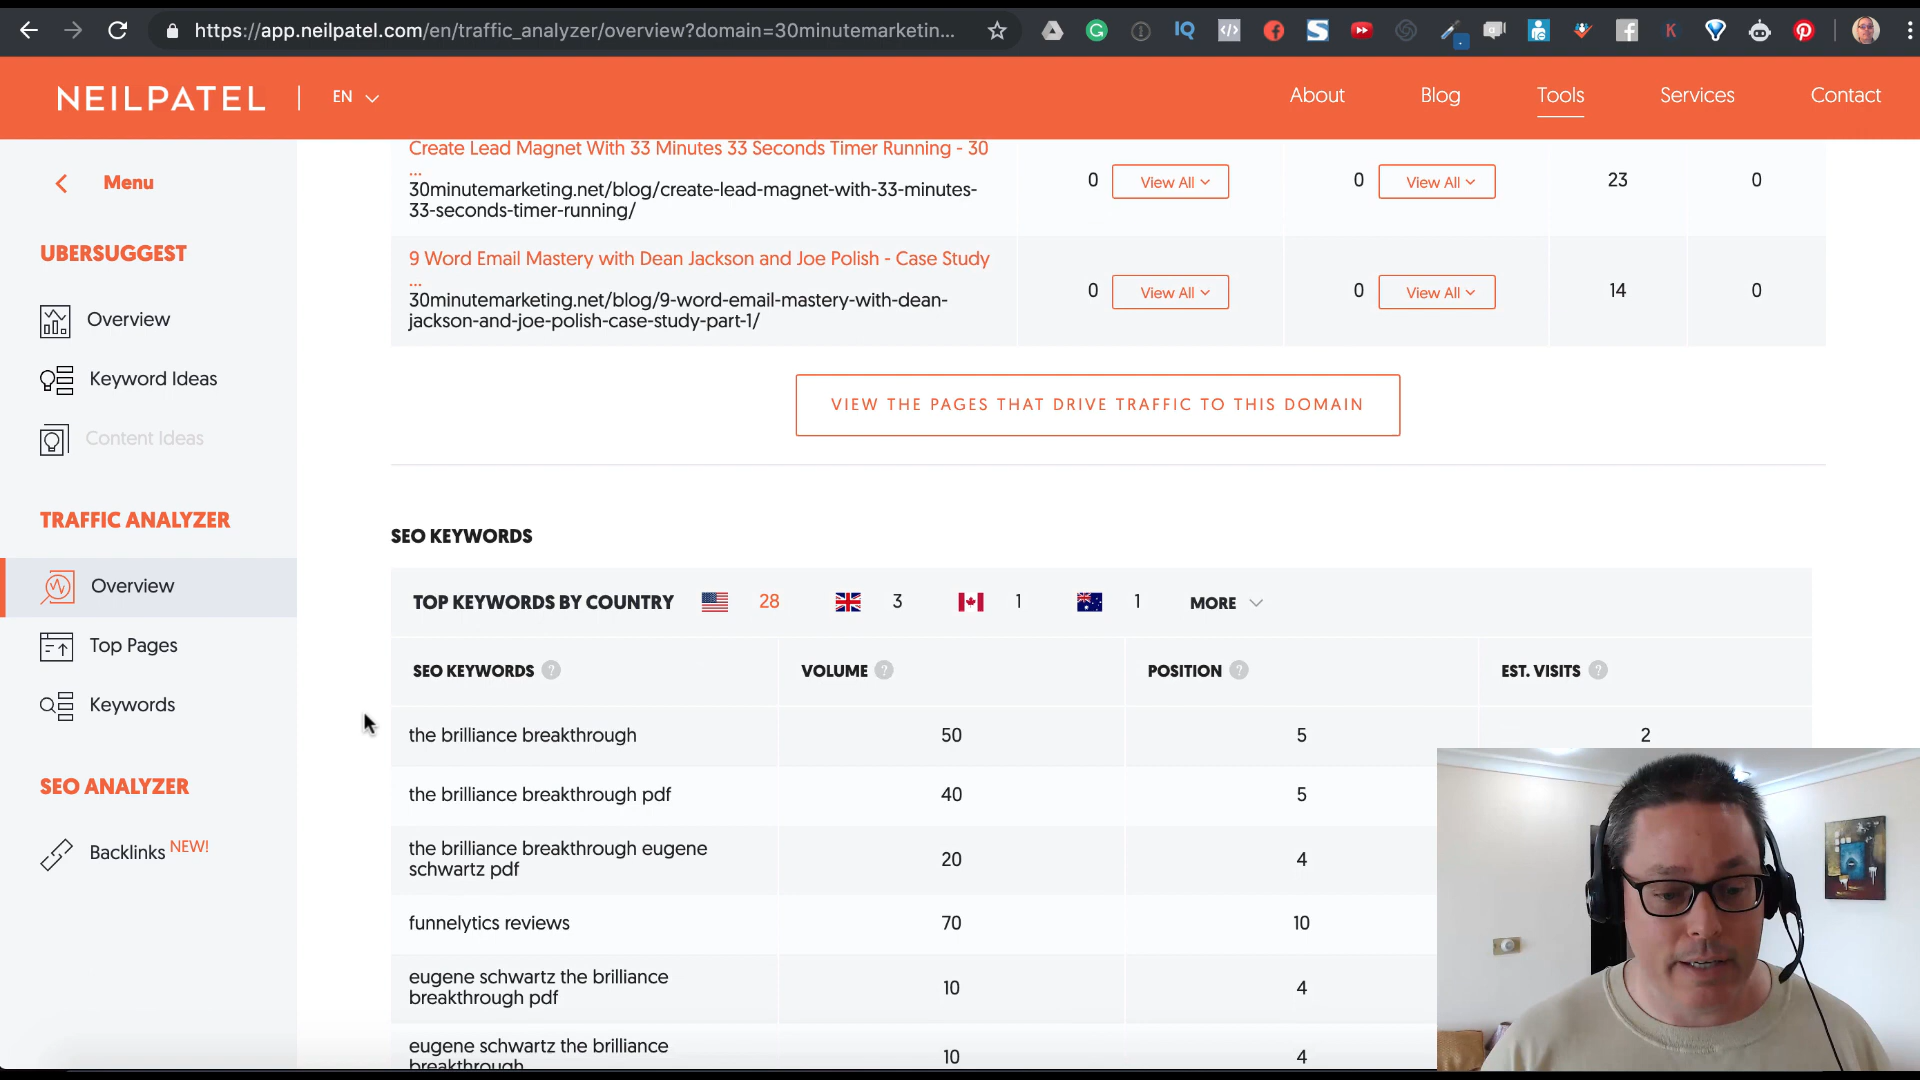 https://app.neilpatel.com/en/traffic_analyzer/overview?domain=30minutemarketin...
NEILPATEL | EN
About Blog Tools Services Contact
Menu
UBERSUGGEST
Overview
Keyword Ideas
Content Ideas
TRAFFIC ANALYZER
Overview
Top Pages
Keywords
SEO ANALYZER
Backlinks NEW!
Create Lead Magnet With 33 Minutes 33 Seconds Timer Running - 30
...
30minutemarketing.net/blog/create-lead-magnet-with-33-minutes-
33-seconds-timer-running/
0 View All 0 View All 23 0
9 Word Email Mastery with Dean Jackson and Joe Polish - Case Study
...
30minutemarketing.net/blog/9-word-email-mastery-with-dean-
jackson-and-joe-polish-case-study-part-1/
0 View All 0 View All 14 0
VIEW THE PAGES THAT DRIVE TRAFFIC TO THIS DOMAIN
SEO KEYWORDS
TOP KEYWORDS BY COUNTRY 28 3 1 1 MORE
SEO KEYWORDS ? VOLUME ? POSITION ? EST. VISITS ?
the brilliance breakthrough 50 5 2
the brilliance breakthrough pdf 40 5
the brilliance breakthrough eugene
schwartz pdf 20 4
funnelytics reviews 70 10
eugene schwartz the brilliance
breakthrough pdf 10 4
eugene schwartz the brilliance
breakthrough 10 4